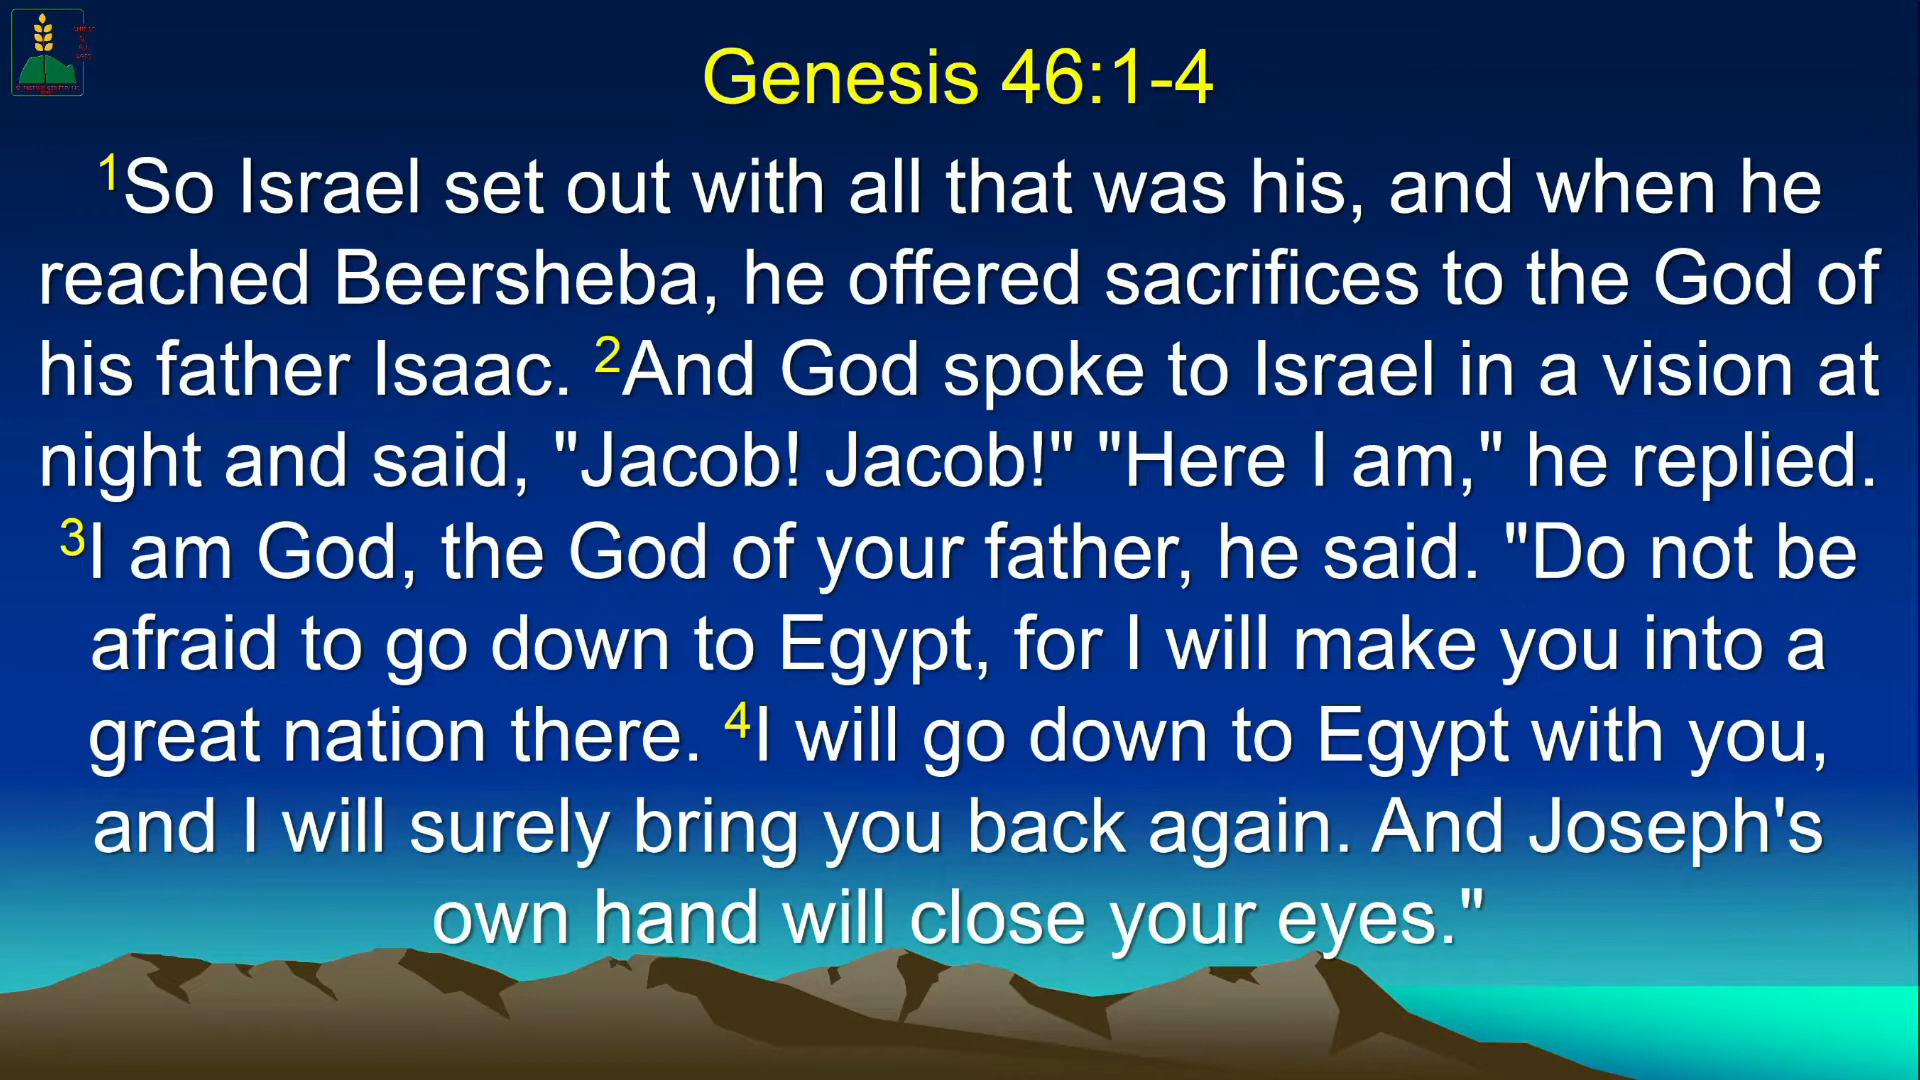 Genesis 46:1-4
1So Israel set out with all that was his, and when he
reached Beersheba, he offered sacrifices to the God of
his father Isaac. 2And God spoke to Israel in a vision at
night and said, "Jacob! Jacob!" "Here I am," he replied.
3I am God, the God of your father, he said. "Do not be
afraid to go down to Egypt, for I will make you into a
great nation there. 4I will go down to Egypt with you,
and I will surely bring you back again. And Joseph's
own hand will close your eyes."